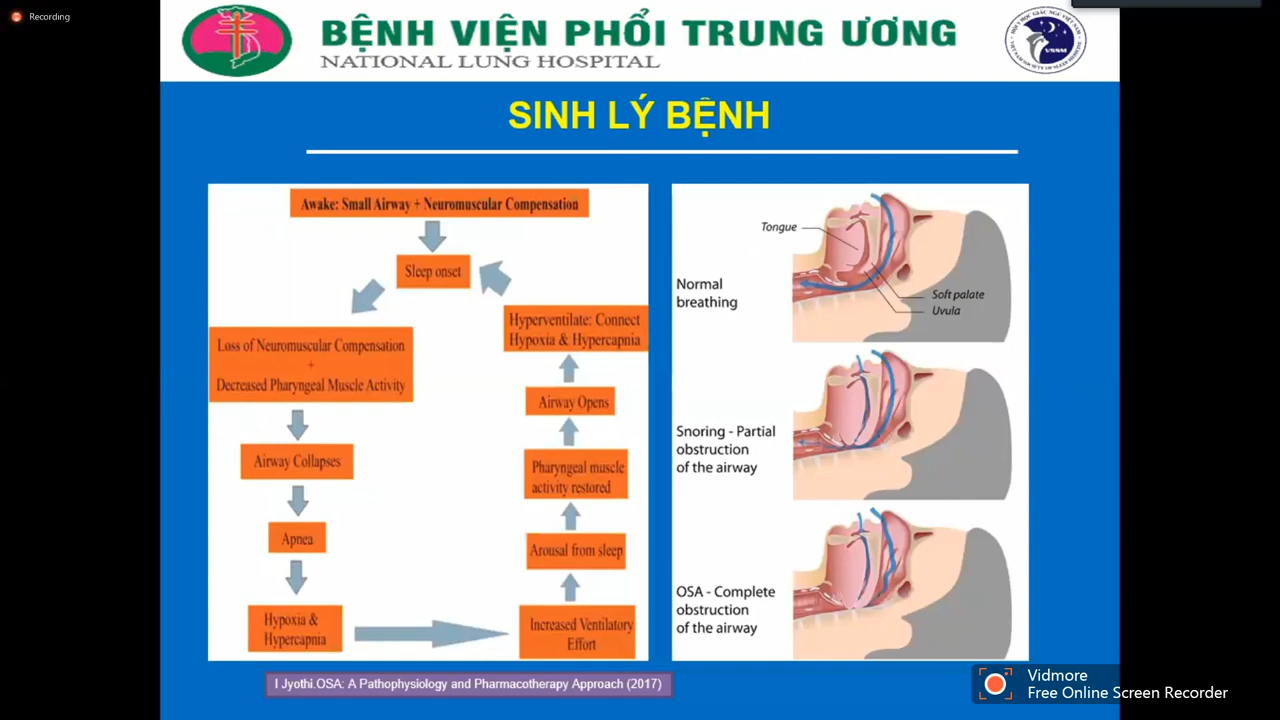 Recording
BỆNH VIỆN PHỔI TRUNG ƯƠNG
NATIONAL LUNG HOSPITAL
VSSM
SINH LÝ BỆNH
Awake: Small Airway + Neuromuscular Compensation
Sleep onset
Loss of Neuromuscular Compensation
+
Decreased Pharyngeal Muscle Activity
Airway Collapses
Apnea
Hypoxia &
Hypercapnia
Increased Ventilatory
Effort
Arousal from sleep
Pharyngeal muscle
activity restored
Airway Opens
Hyperventilate: Connect
Hypoxia & Hypercapnia
Tongue
Normal
breathing
Soft palate
Uvula
Snoring - Partial
obstruction
of the airway
OSA - Complete
obstruction
of the airway
I Jyothi.OSA: A Pathophysiology and Pharmacotherapy Approach (2017)
Vidmore
Free Online Screen Recorder